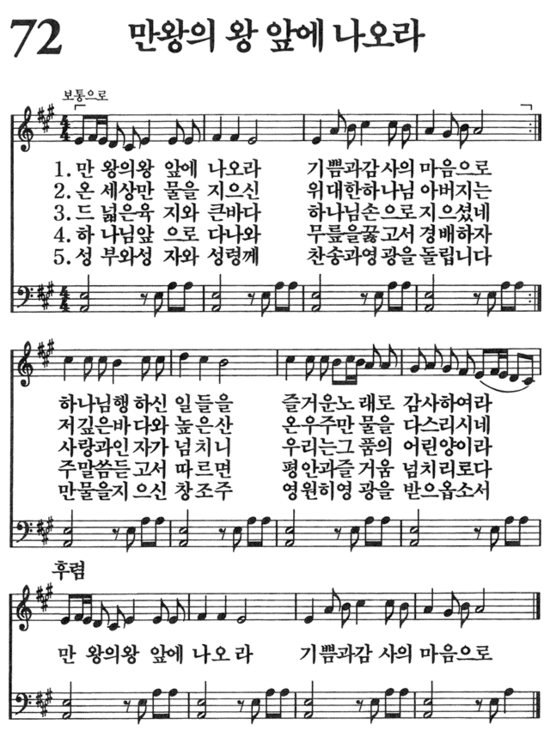 72 만왕의 왕 앞에 나오라
보통으로
1. 만 왕의왕 앞에 나오라 기쁨과감 사의 마음으로
2. 온 세상만 물을 지으신 위대한하나님 아버지는
3. 드 넓은육 지와 큰바다 하나님손으로 지으셨네
4. 하 나님앞 으로 다나와 무릎을꿇고서 경배하자
5. 성 부와성 자와 성령께 찬송과영 광을 돌립니다
하나님행 하신 일 들을 즐거운노 래로 감사하여라
저깊은바 다와 높은산 온우주만 물을 다스리시네
사랑과인 자가 넘치니 우리는그 품의 어린양이라
주말씀듣 고서 따르면 평안과즐 거움 넘치리로다
만물을지 으신 창조주 영원히영 광을 받으옵소서
후렴
만 왕의왕 앞에 나오 라 기쁨과감 사의 마음으로